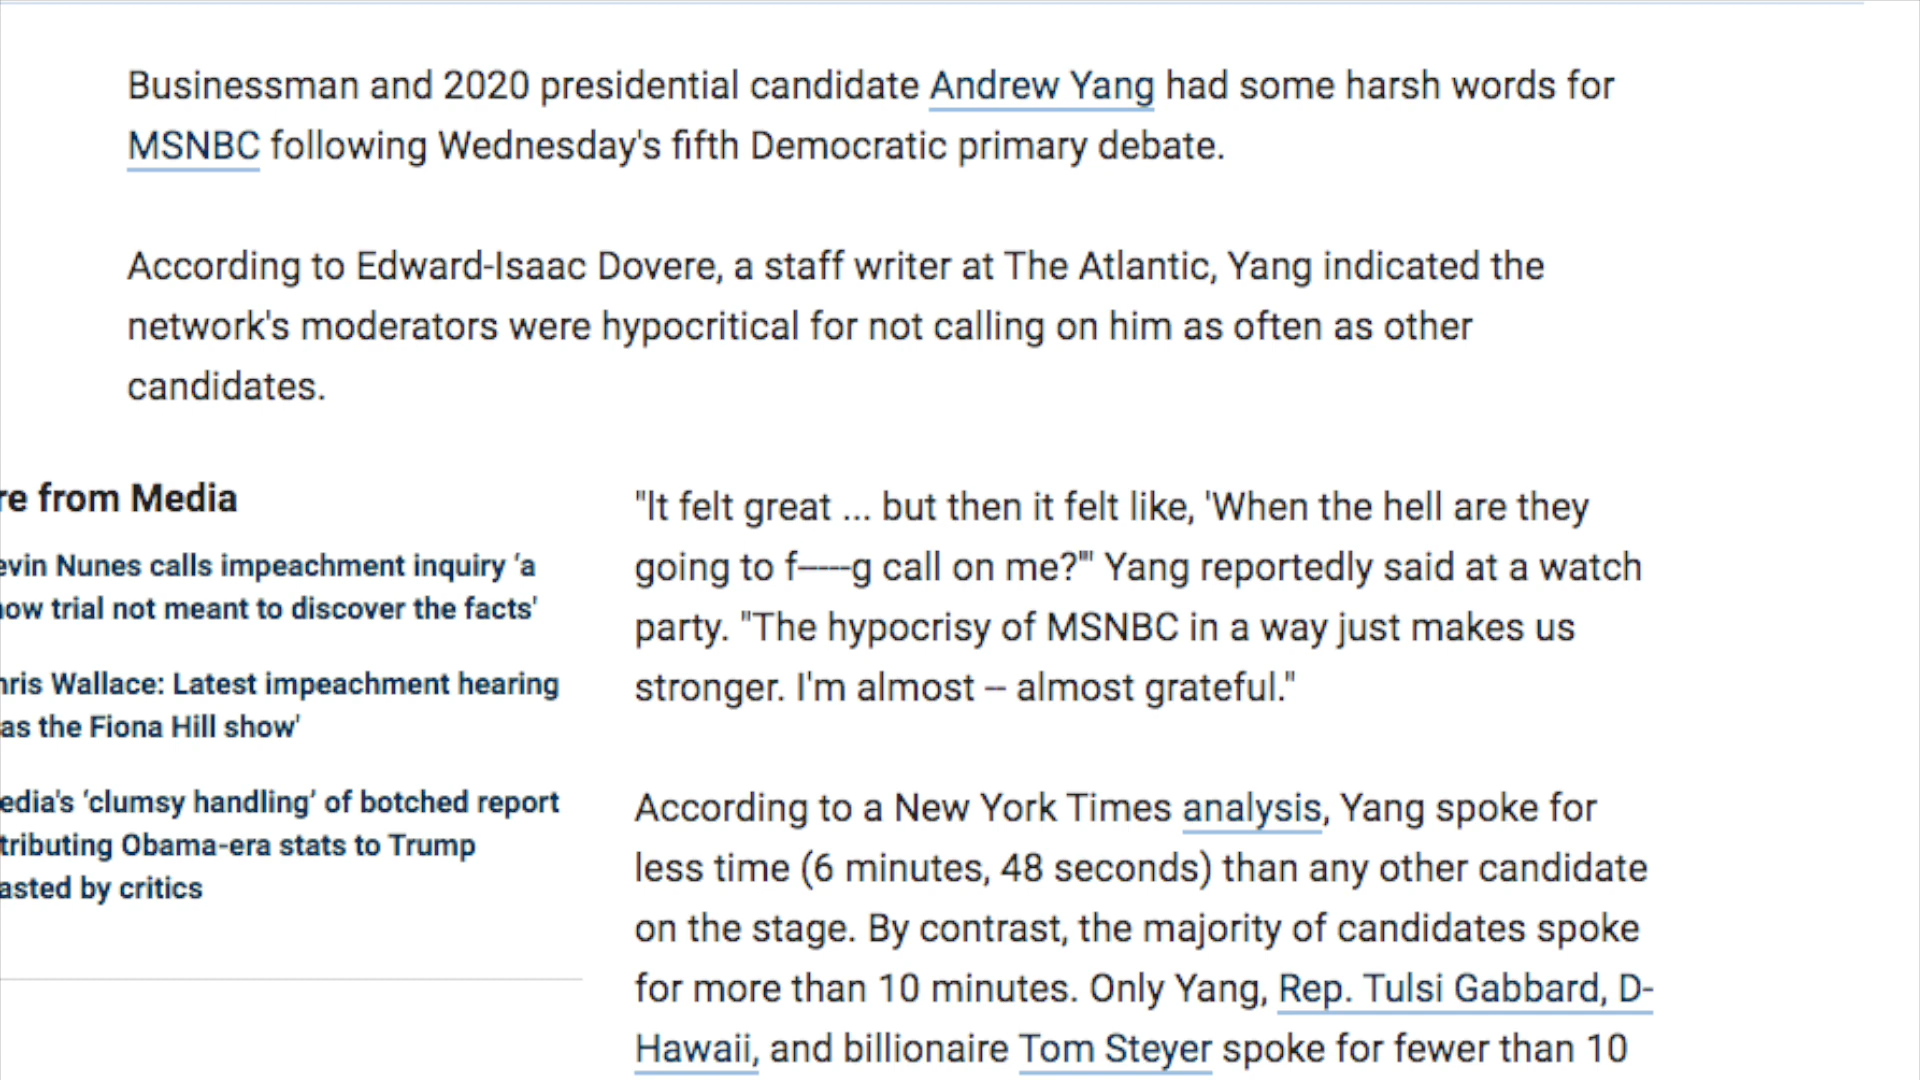 Businessman and 2020 presidential candidate Andrew Yang had some harsh words for
MSNBC following Wednesday's fifth Democratic primary debate.
According to Edward-Isaac Dovere, a staff writer at The Atlantic, Yang indicated the
network's moderators were hypocritical for not calling on him as often as other
candidates.
re from Media
evin Nunes calls impeachment inquiry ‘a
ow trial not meant to discover the facts'
hris Wallace: Latest impeachment hearing
as the Fiona Hill show'
edia's ‘clumsy handling’ of botched report
tributing Obama-era stats to Trump
asted by critics
"It felt great ... but then it felt like, 'When the hell are they
going to f-----g call on me?'" Yang reportedly said at a watch
party. "The hypocrisy of MSNBC in a way just makes us
stronger. I'm almost -- almost grateful."
According to a New York Times analysis, Yang spoke for
less time (6 minutes, 48 seconds) than any other candidate
on the stage. By contrast, the majority of candidates spoke
for more than 10 minutes. Only Yang, Rep. Tulsi Gabbard, D-
Hawaii, and billionaire Tom Steyer spoke for fewer than 10